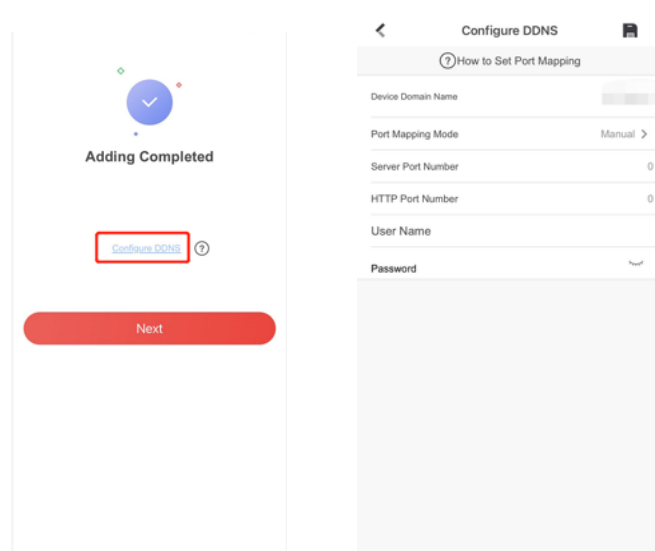 Adding Completed
Configure DDNS ?
Next
Configure DDNS
?How to Set Port Mapping
Device Domain Name
Port Mapping Mode Manual
Server Port Number 0
HTTP Port Number 0
User Name
Password